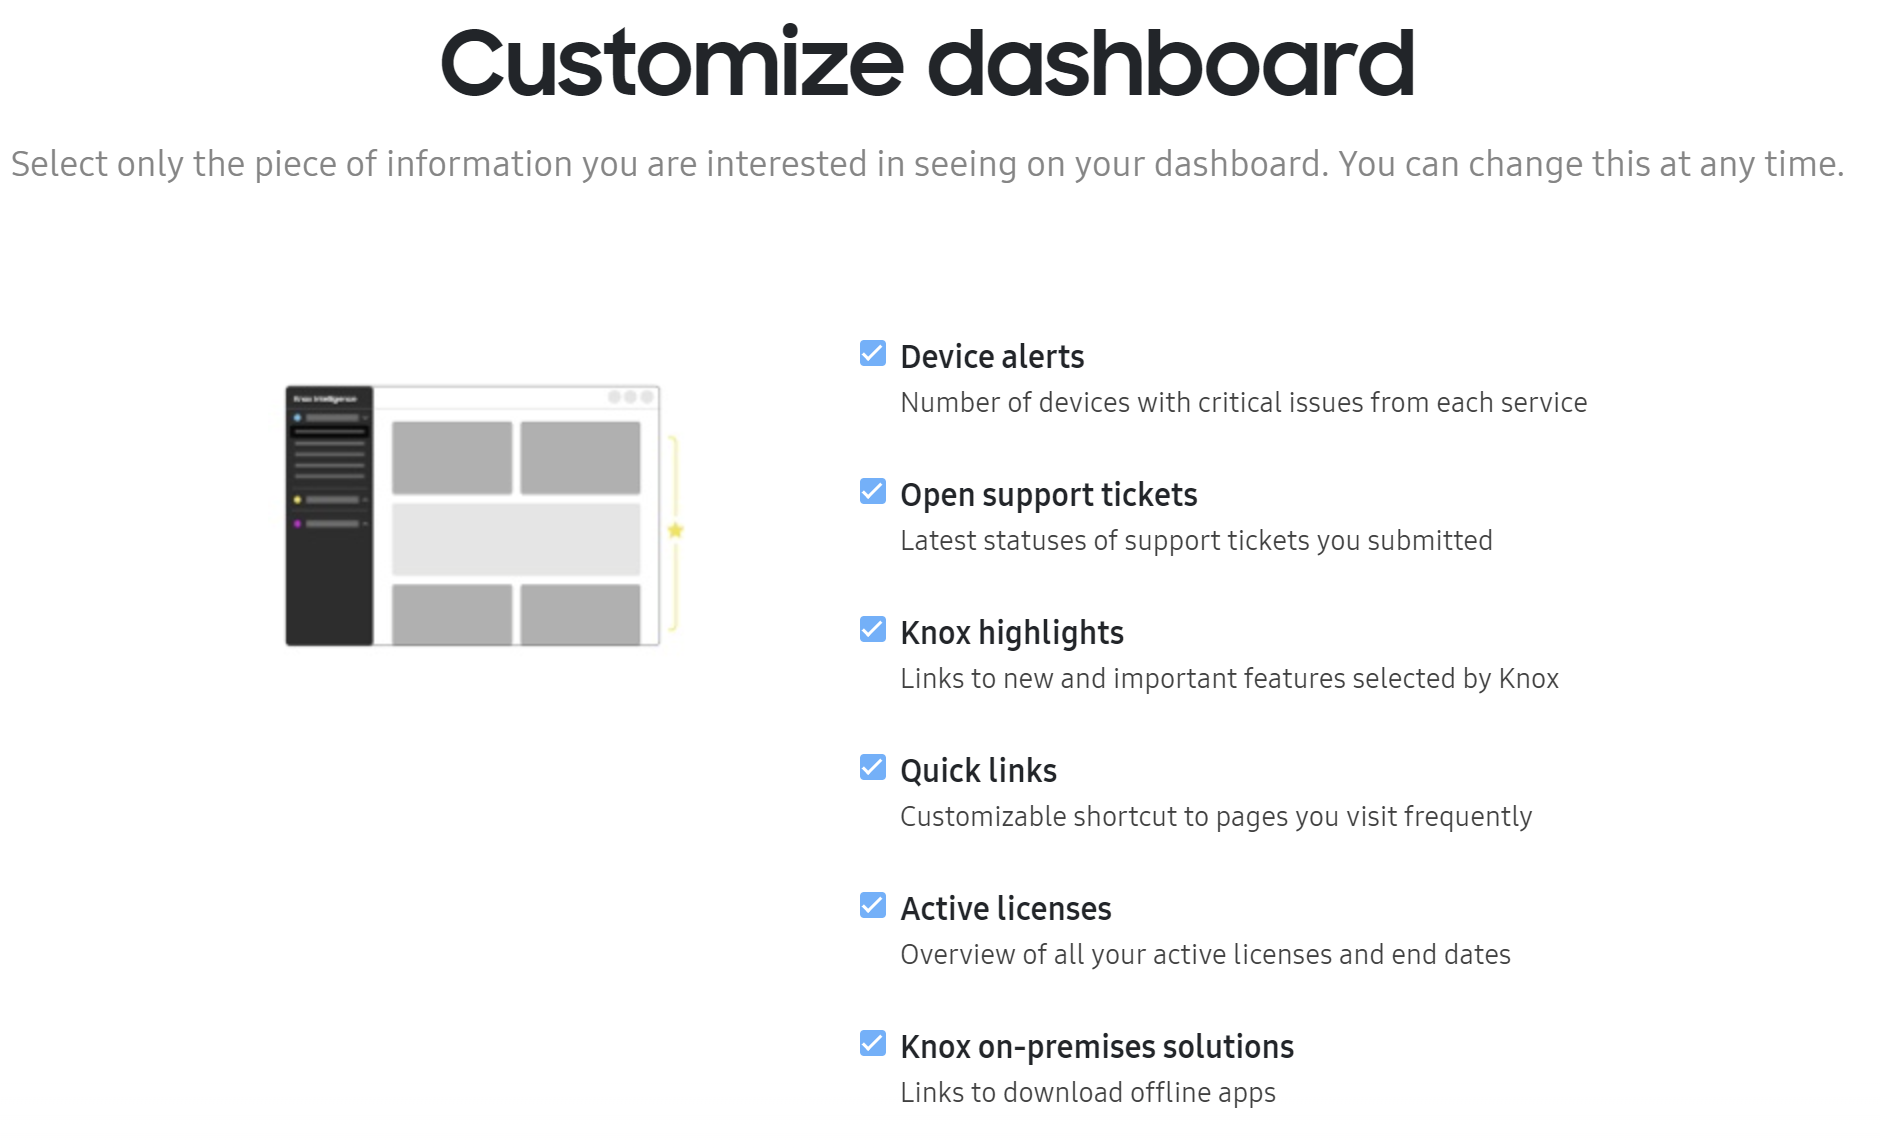 Customize dashboard
Select only the piece of information you are interested in seeing on your dashboard. You can change this at any time.
Knox Intelligence
Device alerts
Number of devices with critical issues from each service
Open support tickets
Latest statuses of support tickets you submitted
Knox highlights
Links to new and important features selected by Knox
Quick links
Customizable shortcut to pages you visit frequently
Active licenses
Overview of all your active licenses and end dates
Knox on-premises solutions
Links to download offline apps